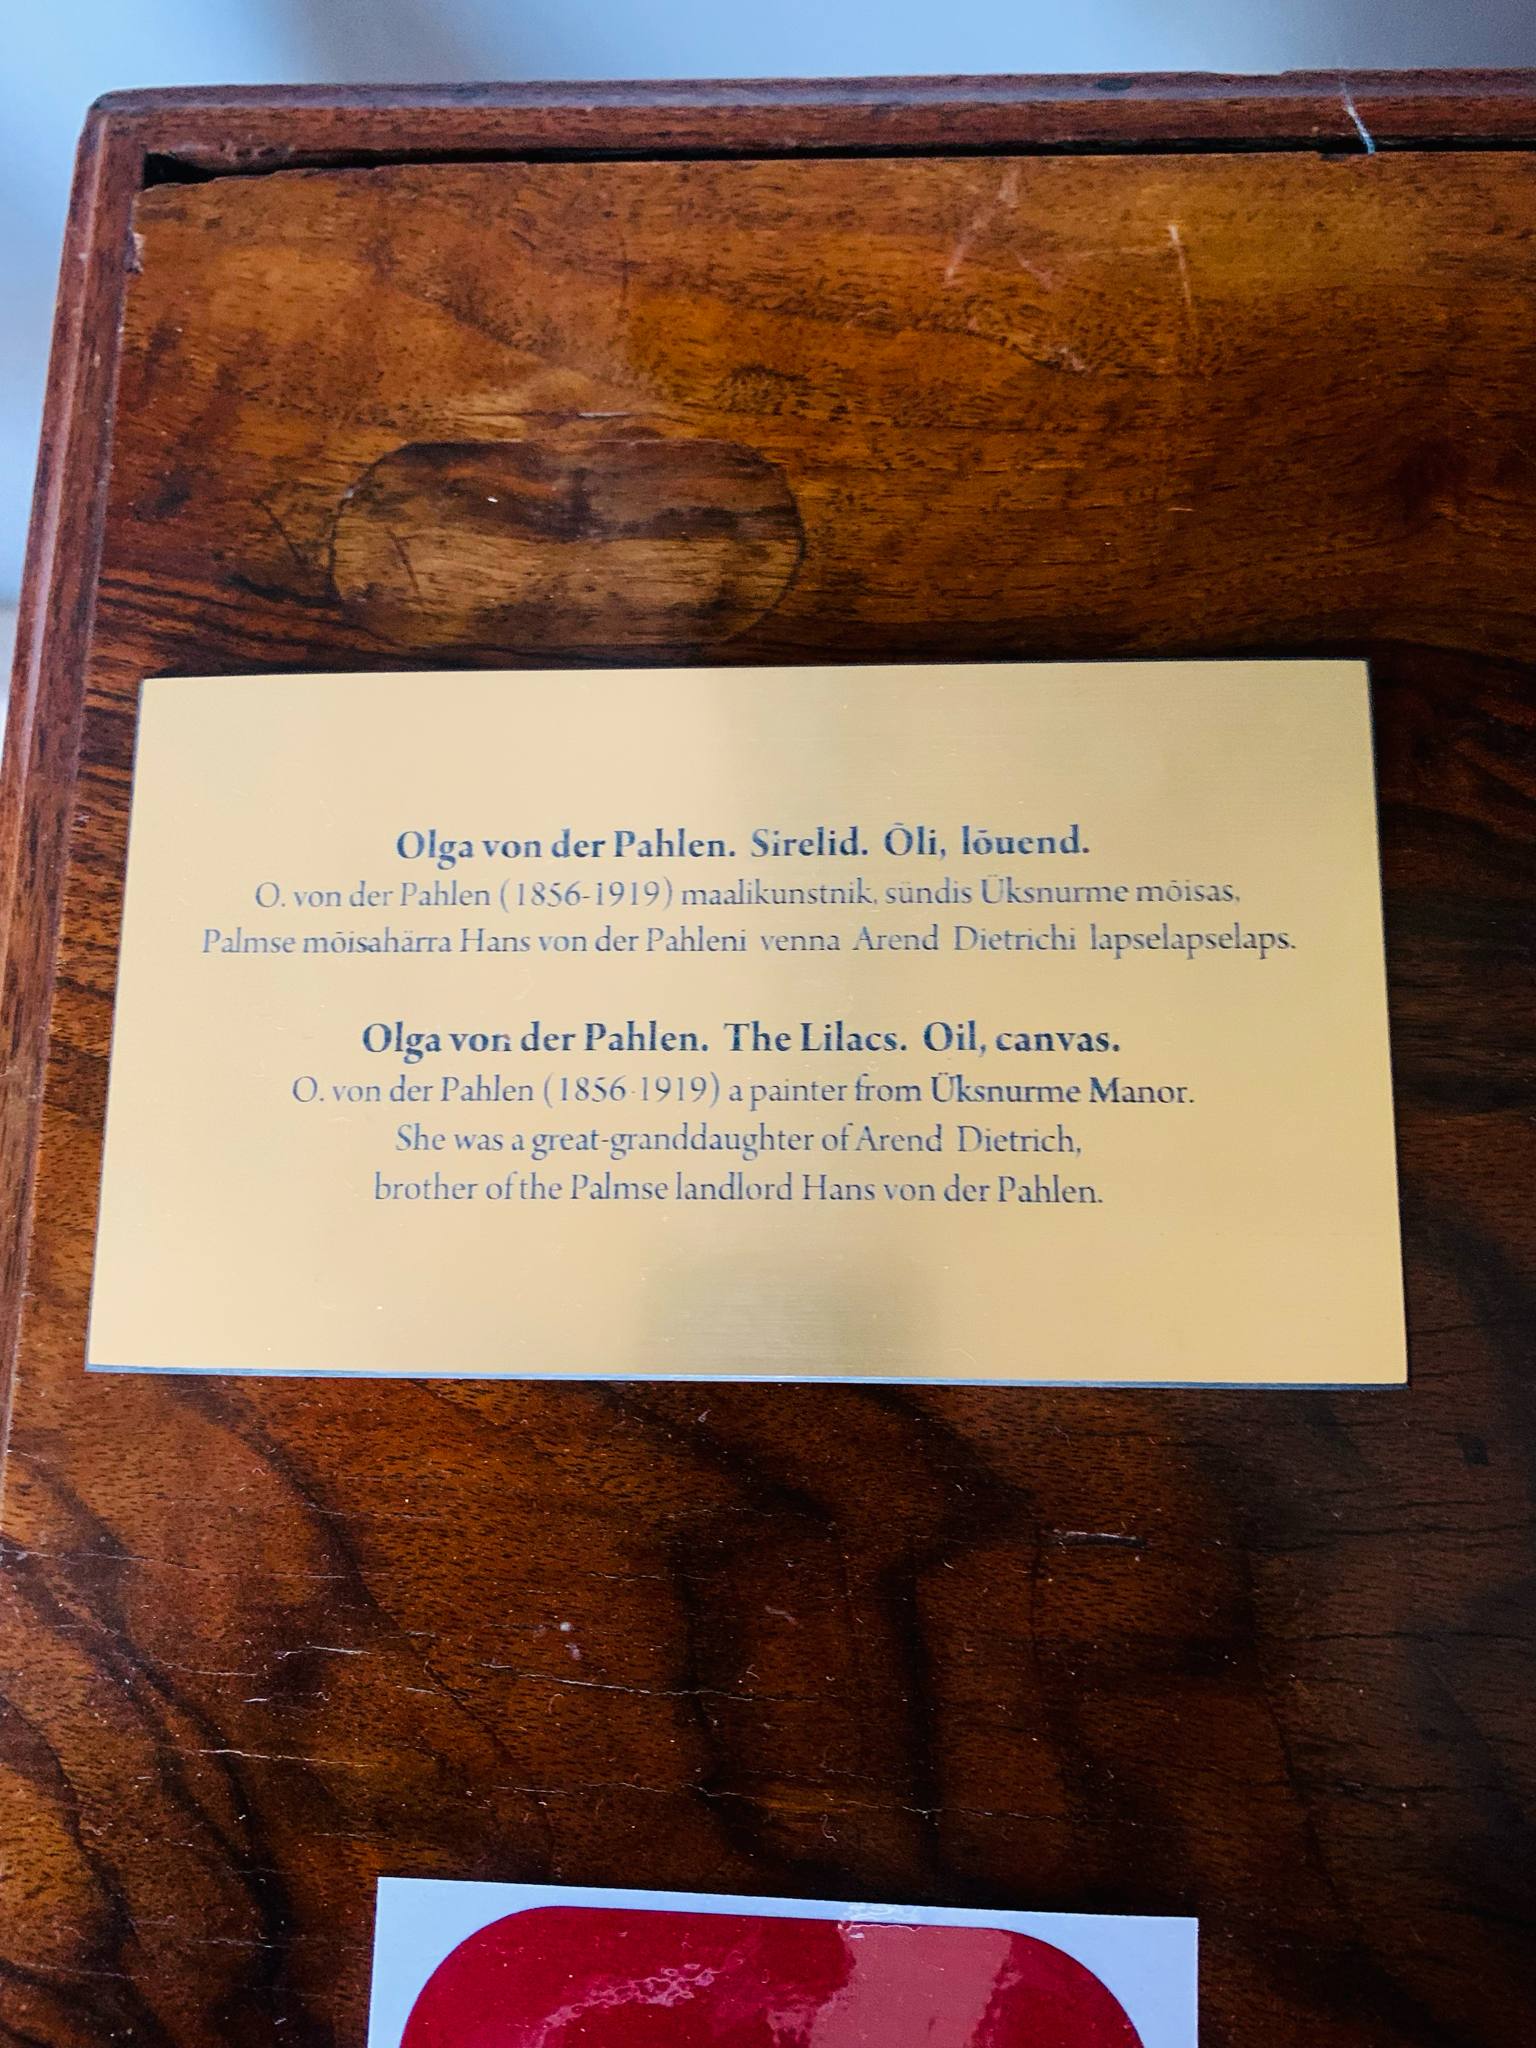 Olga von der Pahlen. Sirelid. Õli, lõuend.
O. von der Pahlen (1856-1919) maalikunstnik, sündis Üksnurme mõisas,
Palmse mõisahärra Hans von der Pahleni venna Arend Dietrichi lapselapselaps.
Olga von der Pahlen. The Lilacs. Oil, canvas.
O. von der Pahlen (1856-1919) a painter from Üksnurme Manor.
She was a great-granddaughter of Arend Dietrich,
brother of the Palmse landlord Hans von der Pahlen.